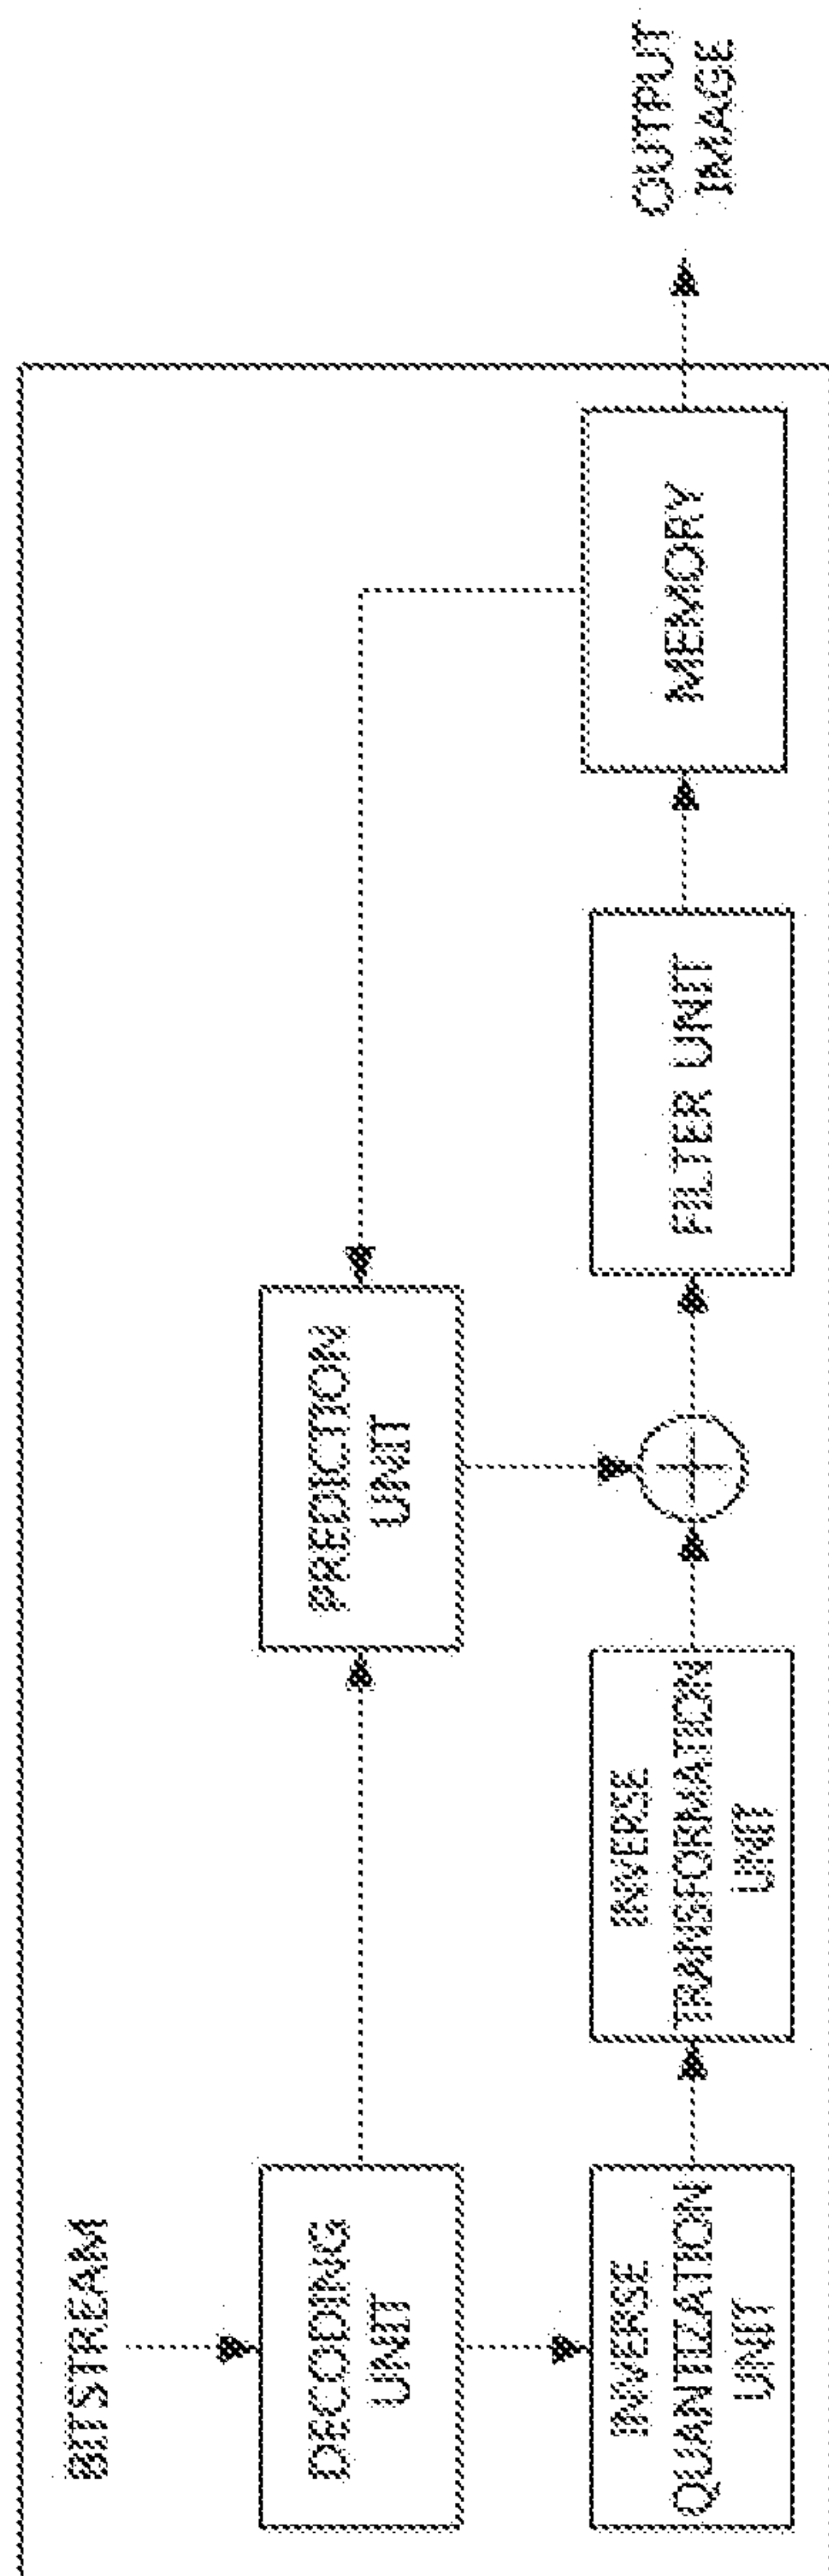 BITSTREAM
DECODING
UNIT
PREDICTION
UNIT
INVERSE
QUANTIZATION
UNIT
INVERSE
TRANSFORMATION
UNIT
FILTER UNIT
MEMORY
OUTPUT
IMAGE